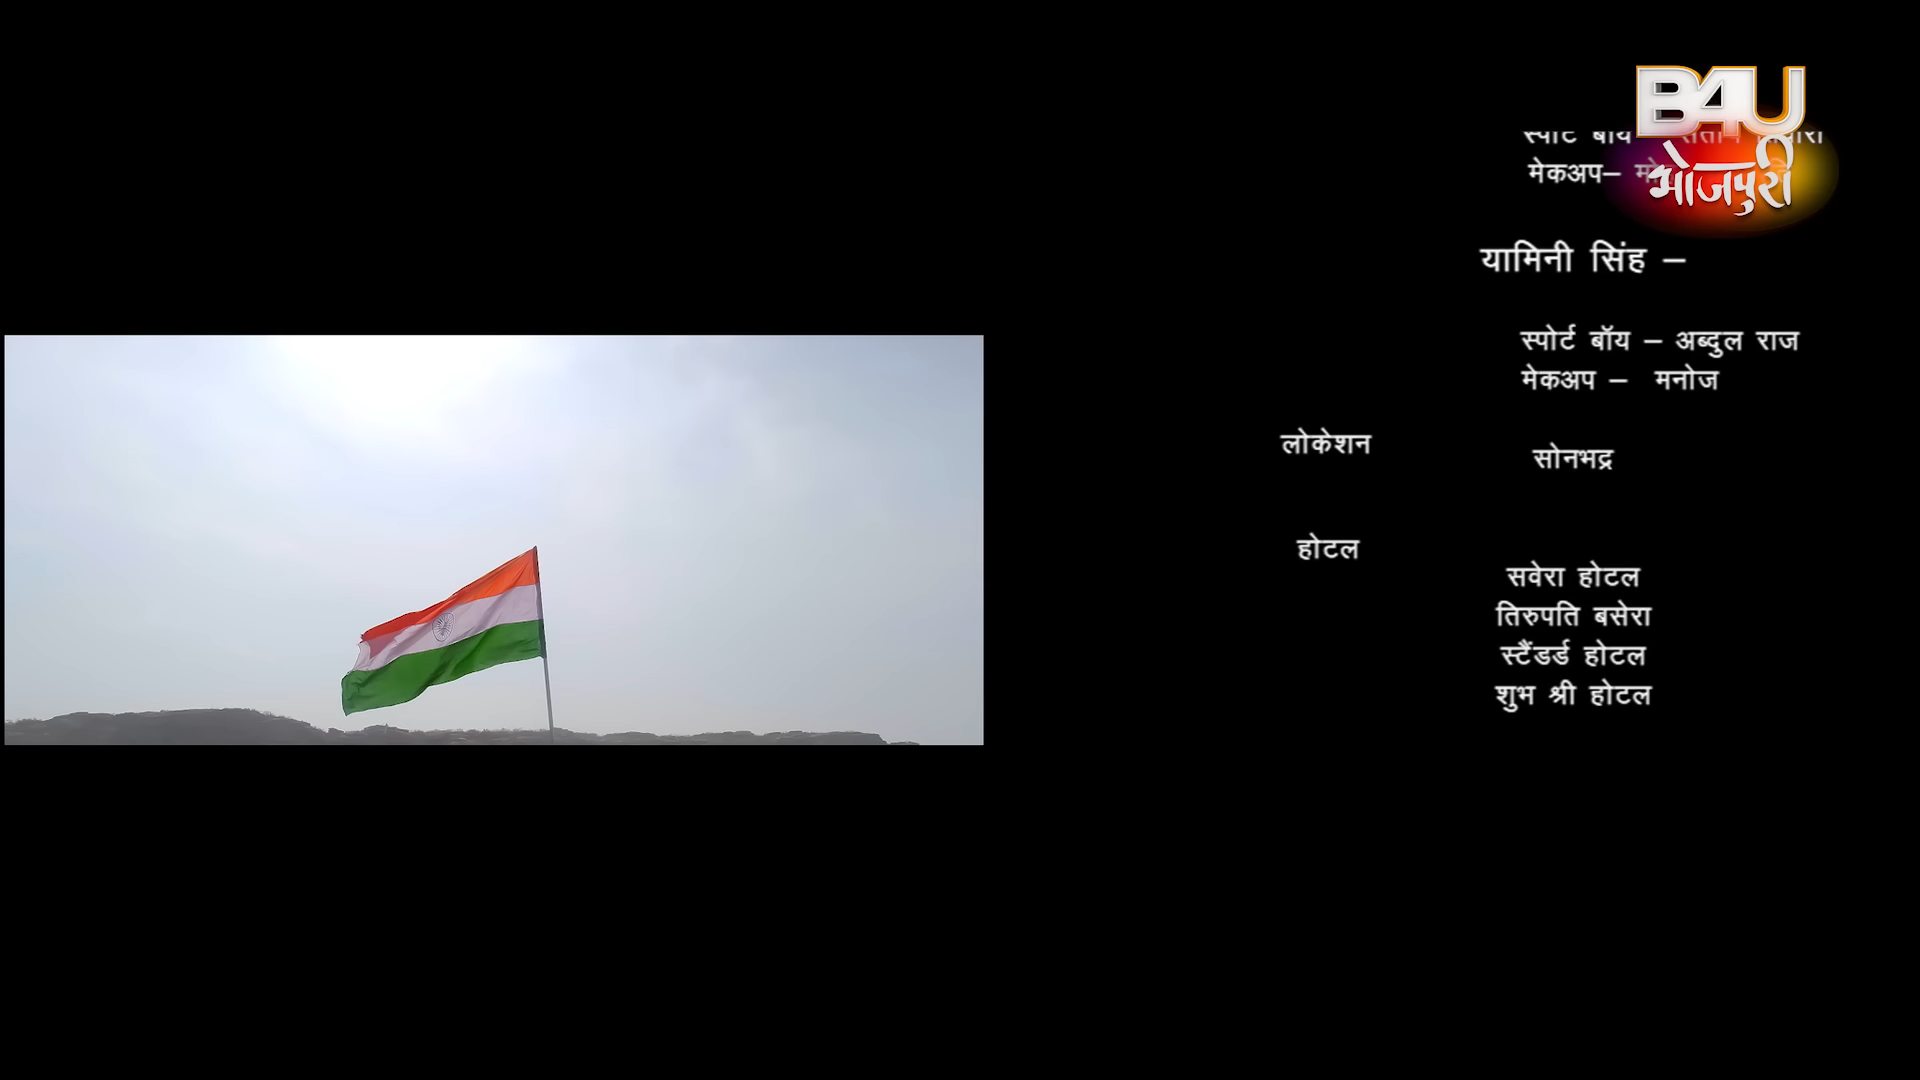 B4U
भोजपुरी
स्पोर्ट बॉय
मेकअप–
यामिनी सिंह –
स्पोर्ट बॉय – अब्दुल राज
मेकअप – मनोज
लोकेशन
सोनभद्र
होटल
सवेरा होटल
तिरुपति बसेरा
स्टैंडर्ड होटल
शुभ श्री होटल